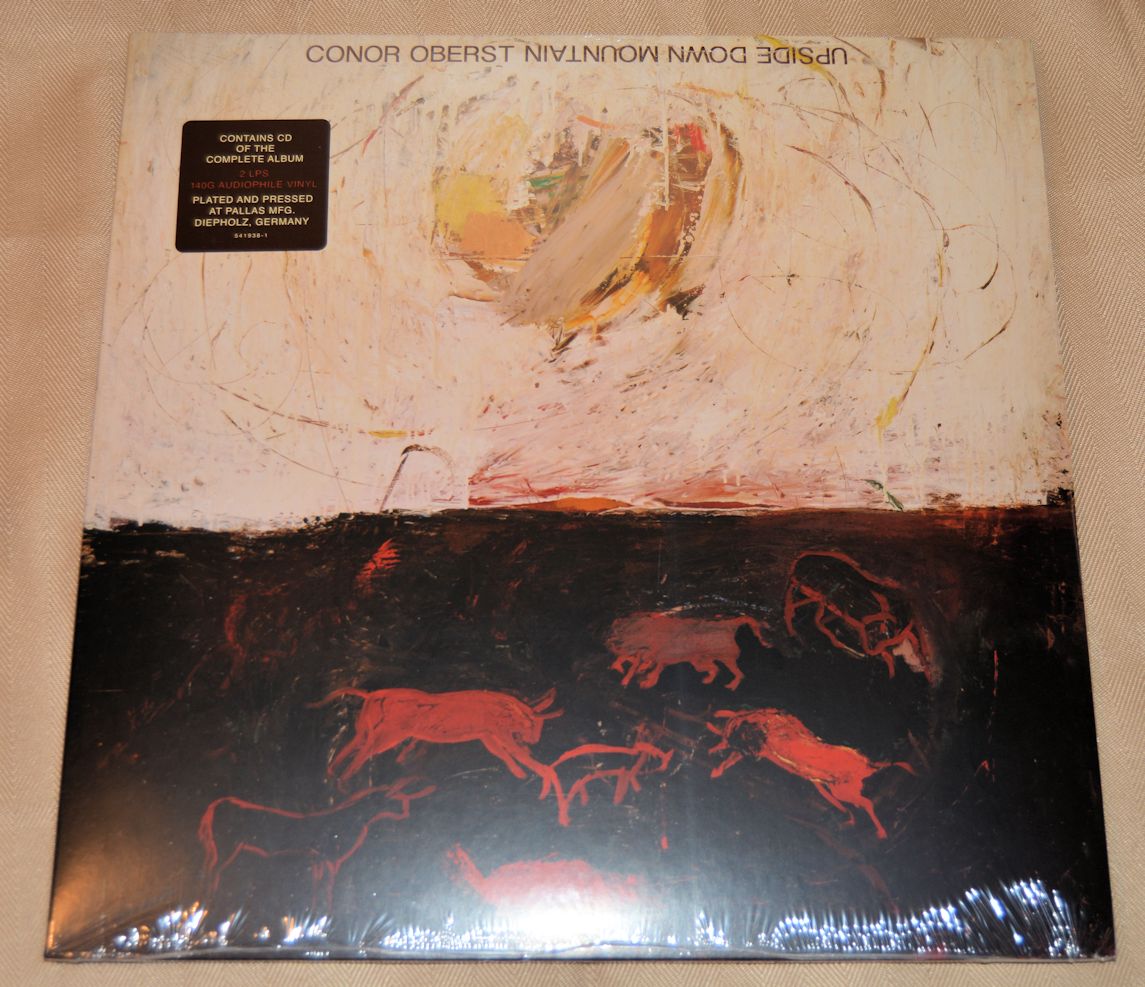 CONOR OBERST UPSIDE DOWN MOUNTAIN
CONTAINS CD
OF THE
COMPLETE ALBUM
2 LPS
140G AUDIOPHILE VINYL
PLATED AND PRESSED
AT PALLAS MFG.
DIEPHOLZ, GERMANY
541938-1